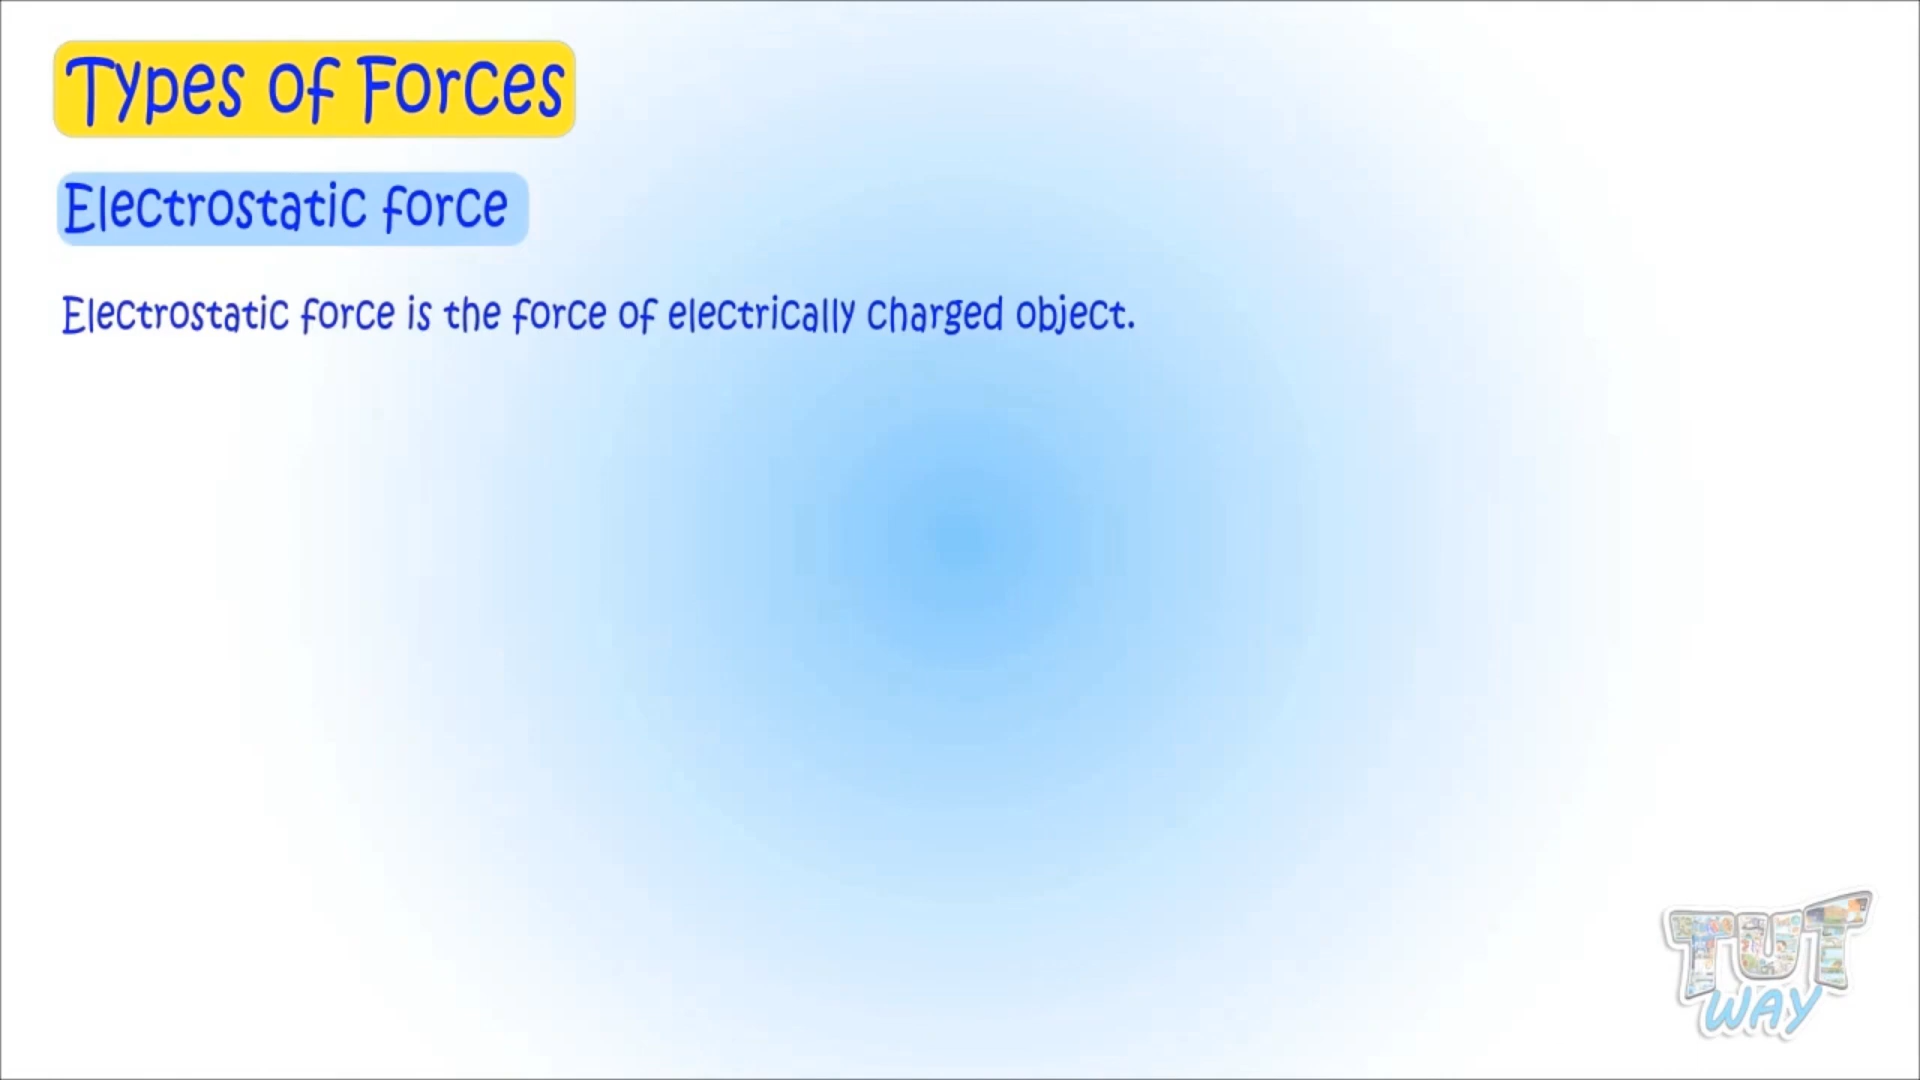 Types of Forces
Electrostatic force
Electrostatic force is the force of electrically charged object.
TUT
WAY